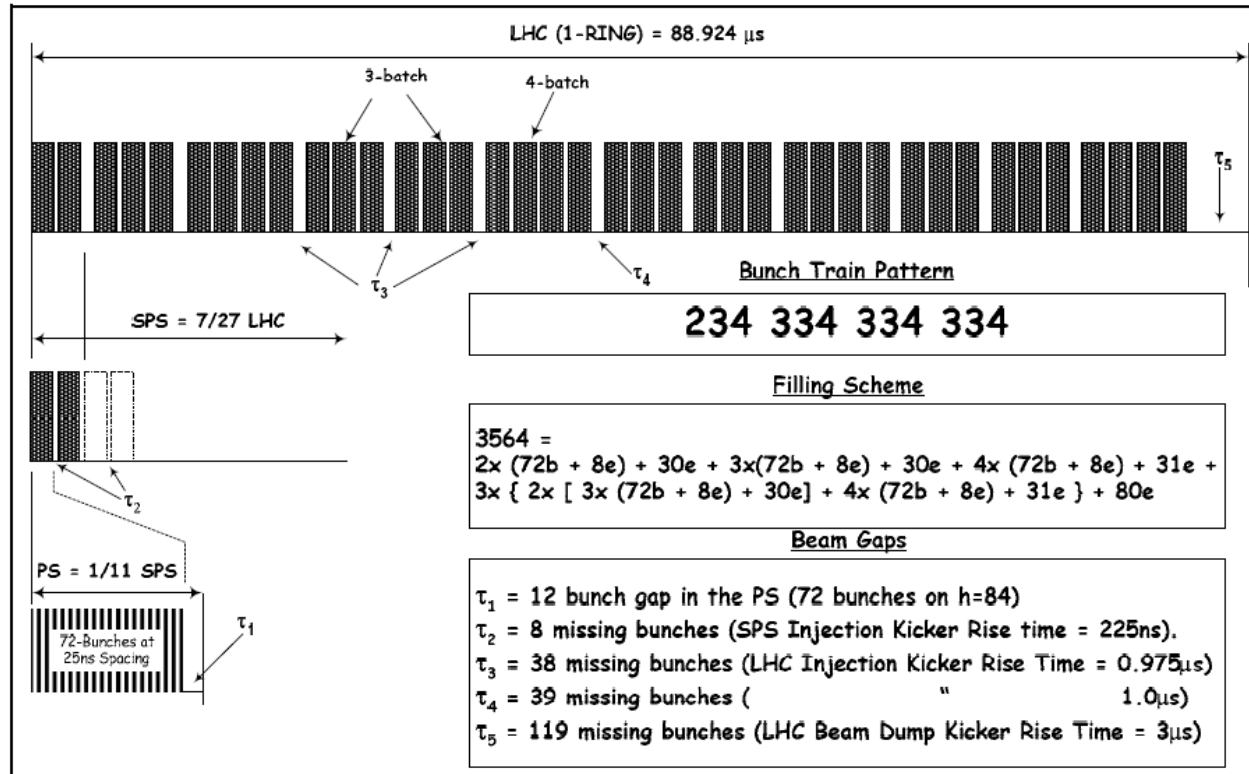 LHC (1-RING) = 88.924 µs
3-batch
4-batch
τ5
τ3
τ4
Bunch Train Pattern
234 334 334 334
SPS = 7/27 LHC
τ2
Filling Scheme
3564 =
2x (72b + 8e) + 30e + 3x(72b + 8e) + 30e + 4x (72b + 8e) + 31e +
3x { 2x [ 3x (72b + 8e) + 30e] + 4x (72b + 8e) + 31e } + 80e
PS = 1/11 SPS
τ1
72-Bunches at
25ns Spacing
Beam Gaps
τ1 = 12 bunch gap in the PS (72 bunches on h=84)
τ2 = 8 missing bunches (SPS Injection Kicker Rise time = 225ns).
τ3 = 38 missing bunches (LHC Injection Kicker Rise Time = 0.975µs)
τ4 = 39 missing bunches ( " 1.0µs)
τ5 = 119 missing bunches (LHC Beam Dump Kicker Rise Time = 3µs)